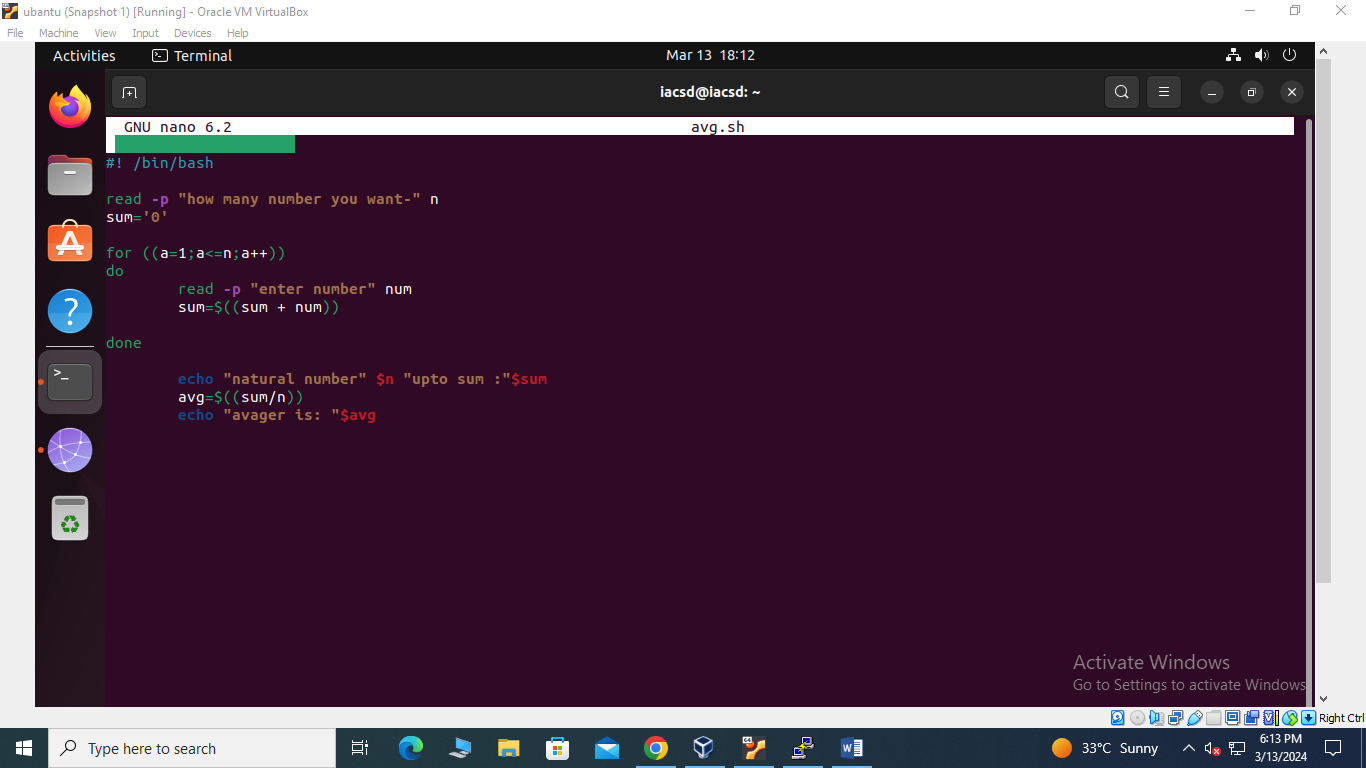 ubantu (Snapshot 1) [Running] - Oracle VM VirtualBox
File Machine View Input Devices Help
Activities Terminal Mar 13 18:12
iacsd@iacsd: ~
GNU nano 6.2 avg.sh
#! /bin/bash
read -p "how many number you want-" n
sum='0'
for ((a=1;a<=n;a++))
do
read -p "enter number" num
sum=$((sum + num))
done
echo "natural number" $n "upto sum :"$sum
avg=$((sum/n))
echo "avager is: "$avg
Activate Windows
Go to Settings to activate Windows
Right Ctrl
Type here to search
33°C Sunny
6:13 PM
3/13/2024